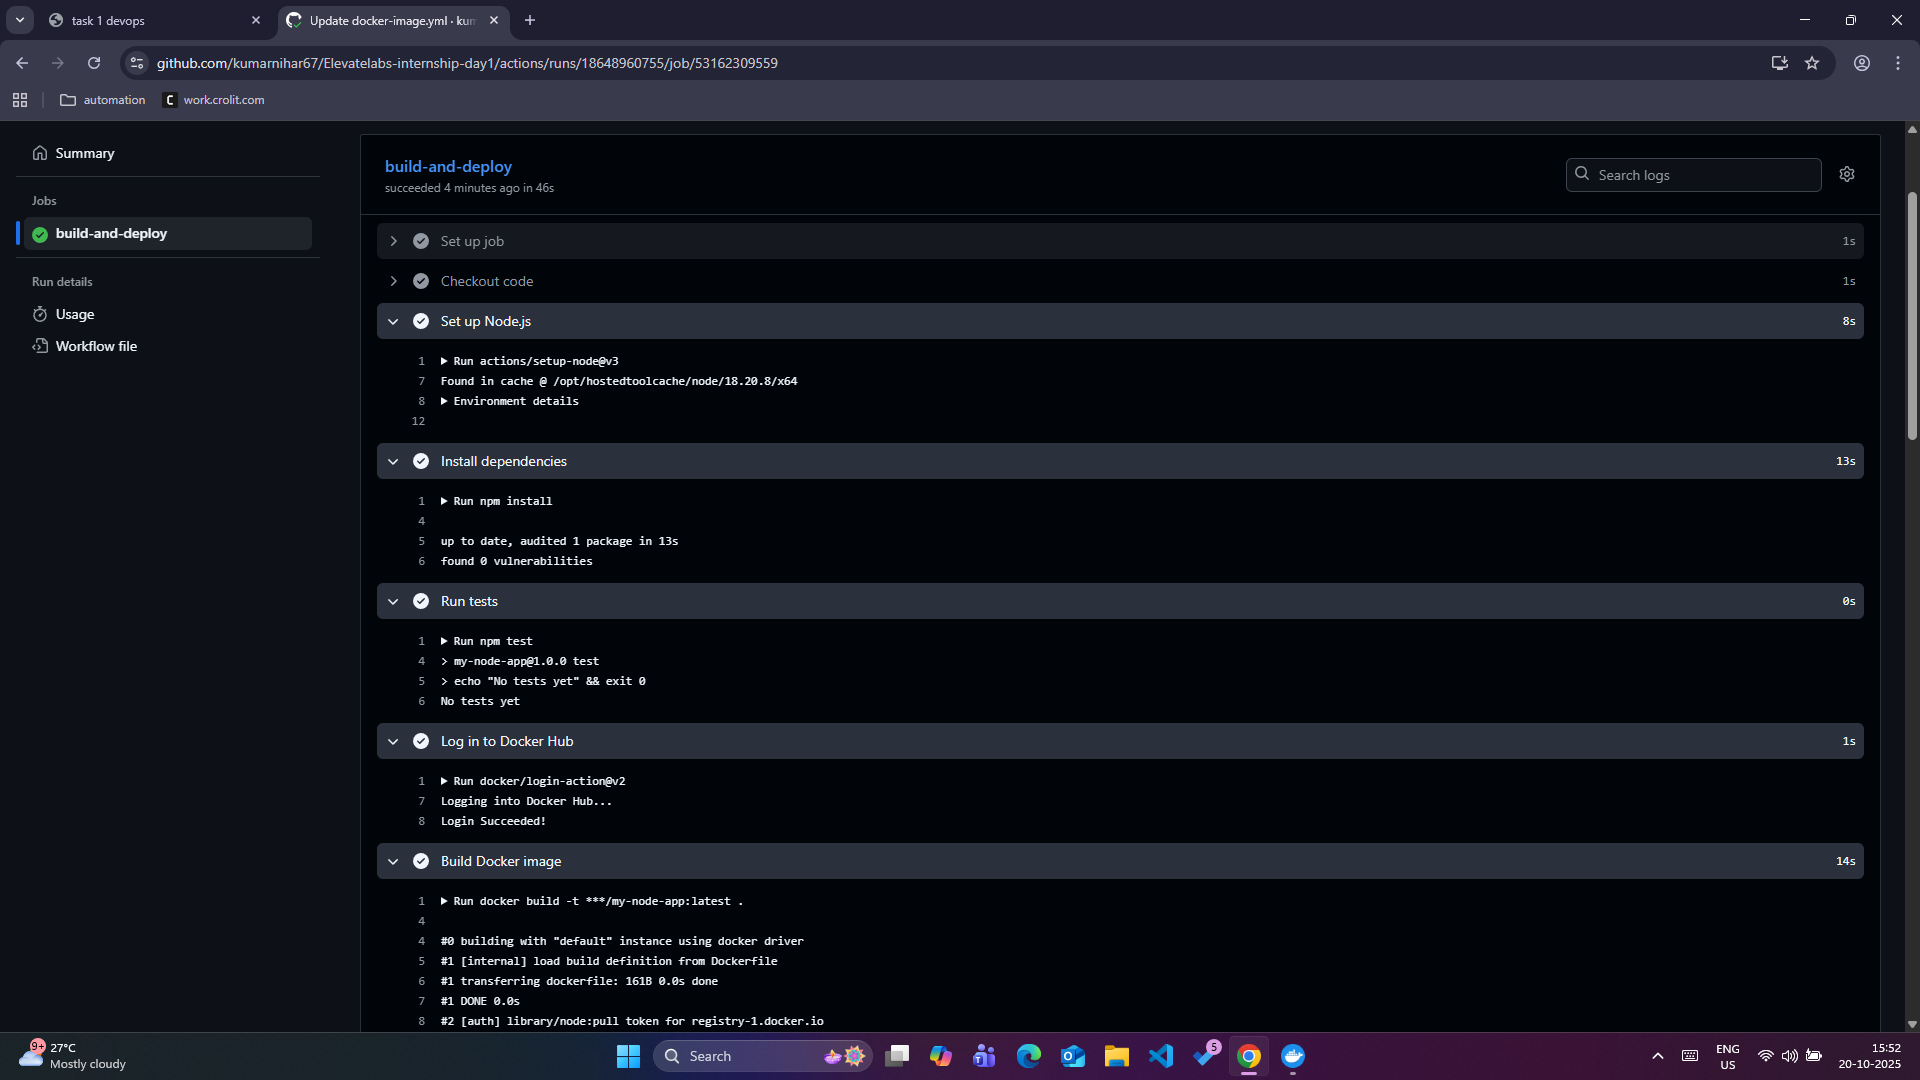 task 1 devops
Update docker-image.yml · kum
github.com/kumarnihar67/Elevatelabs-internship-day1/actions/runs/18648960755/job/53162309559
automation
C work.crolit.com
Summary
Jobs
build-and-deploy
Run details
Usage
Workflow file
build-and-deploy
succeeded 4 minutes ago in 46s
Search logs
Set up job 1s
Checkout code 1s
Set up Node.js 8s
1 Run actions/setup-node@v3
7 Found in cache @ /opt/hostedtoolcache/node/18.20.8/x64
8 Environment details
12
Install dependencies 13s
1 Run npm install
4
5 up to date, audited 1 package in 13s
6 found 0 vulnerabilities
Run tests 0s
1 Run npm test
4 > my-node-app@1.0.0 test
5 > echo "No tests yet" && exit 0
6 No tests yet
Log in to Docker Hub 1s
1 Run docker/login-action@v2
7 Logging into Docker Hub...
8 Login Succeeded!
Build Docker image 14s
1 Run docker build -t ***/my-node-app:latest .
4
4 #0 building with "default" instance using docker driver
5 #1 [internal] load build definition from Dockerfile
6 #1 transferring dockerfile: 161B 0.0s done
7 #1 DONE 0.0s
8 #2 [auth] library/node:pull token for registry-1.docker.io
9+
27°C
Mostly cloudy
Search
5
ENG
US
15:52
20-10-2025